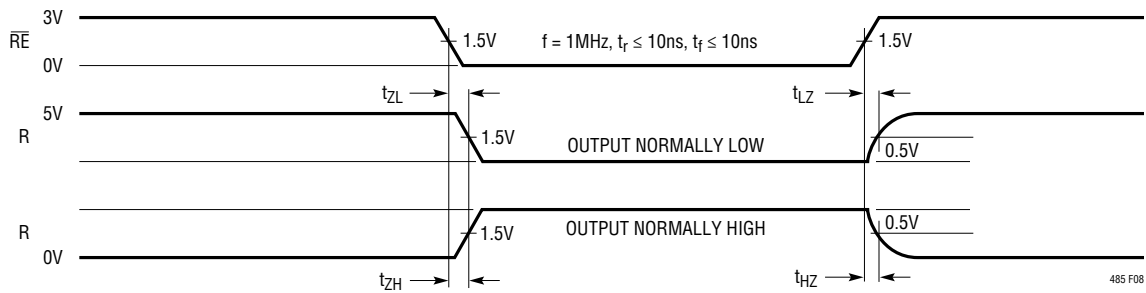 3V
RE
1.5V
f = 1MHz, tr ≤ 10ns, tf ≤ 10ns
1.5V
0V
tZL
tLZ
5V
R
1.5V
OUTPUT NORMALLY LOW
0.5V
R
1.5V
OUTPUT NORMALLY HIGH
0.5V
0V
tZH
tHZ
485 F08